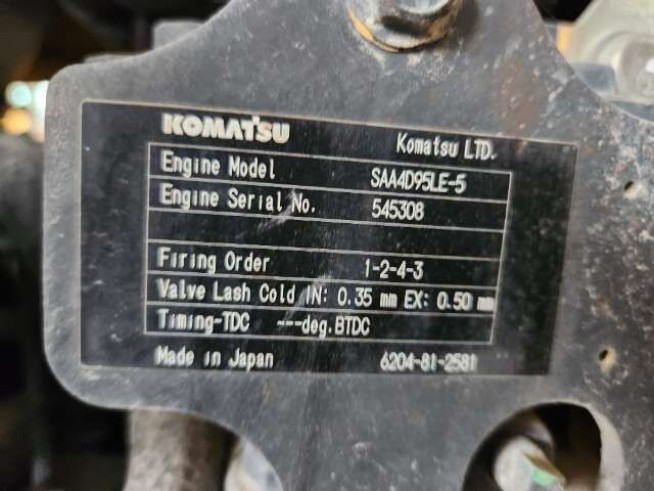 KOMATSU Komatsu LTD.
Engine Model SAA4D95LE-5
Engine Serial No. 545308
Firing Order 1-2-4-3
Valve Lash Cold IN: 0.35 mm EX: 0.50 mm
Timing-TDC ---deg.BTDC
Made in Japan 6204-81-2581